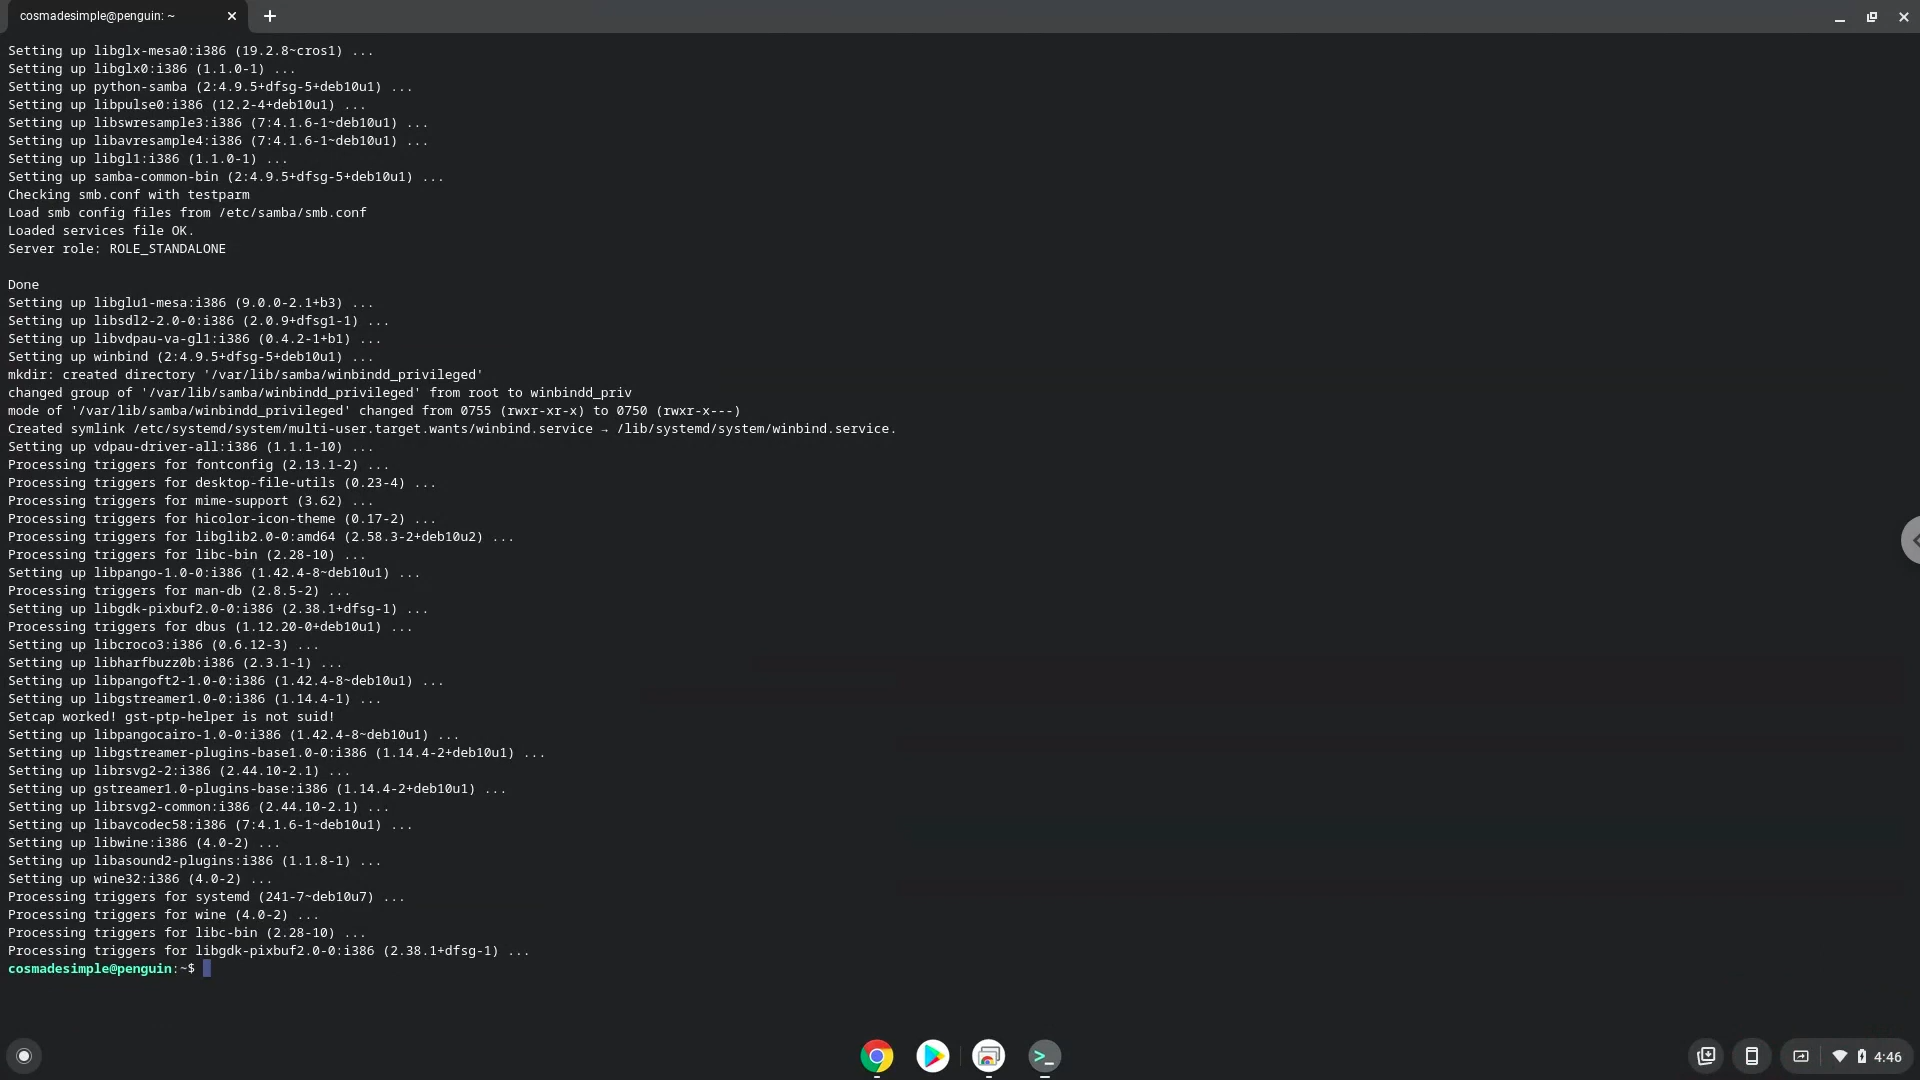 cosmadesimple@penguin: ~
Setting up libglx-mesa0:i386 (19.2.8~cros1) ...
Setting up libglx0:i386 (1.1.0-1) ...
Setting up python-samba (2:4.9.5+dfsg-5+deb10u1) ...
Setting up libpulse0:i386 (12.2-4+deb10u1) ...
Setting up libswresample3:i386 (7:4.1.6-1~deb10u1) ...
Setting up libavresample4:i386 (7:4.1.6-1~deb10u1) ...
Setting up libgl1:i386 (1.1.0-1) ...
Setting up samba-common-bin (2:4.9.5+dfsg-5+deb10u1) ...
Checking smb.conf with testparm
Load smb config files from /etc/samba/smb.conf
Loaded services file OK.
Server role: ROLE_STANDALONE
Done
Setting up libglu1-mesa:i386 (9.0.0-2.1+b3) ...
Setting up libsdl2-2.0-0:i386 (2.0.9+dfsg1-1) ...
Setting up libvdpau-va-gl1:i386 (0.4.2-1+b1) ...
Setting up winbind (2:4.9.5+dfsg-5+deb10u1) ...
mkdir: created directory '/var/lib/samba/winbindd_privileged'
changed group of '/var/lib/samba/winbindd_privileged' from root to winbindd_priv
mode of '/var/lib/samba/winbindd_privileged' changed from 0755 (rwxr-xr-x) to 0750 (rwxr-x---)
Created symlink /etc/systemd/system/multi-user.target.wants/winbind.service → /lib/systemd/system/winbind.service.
Setting up vdpau-driver-all:i386 (1.1.1-10) ...
Processing triggers for fontconfig (2.13.1-2) ...
Processing triggers for desktop-file-utils (0.23-4) ...
Processing triggers for mime-support (3.62) ...
Processing triggers for hicolor-icon-theme (0.17-2) ...
Processing triggers for libglib2.0-0:amd64 (2.58.3-2+deb10u2) ...
Processing triggers for libc-bin (2.28-10) ...
Setting up libpango-1.0-0:i386 (1.42.4-8~deb10u1) ...
Processing triggers for man-db (2.8.5-2) ...
Setting up libgdk-pixbuf2.0-0:i386 (2.38.1+dfsg-1) ...
Processing triggers for dbus (1.12.20-0+deb10u1) ...
Setting up libcroco3:i386 (0.6.12-3) ...
Setting up libharfbuzz0b:i386 (2.3.1-1) ...
Setting up libpangoft2-1.0-0:i386 (1.42.4-8~deb10u1) ...
Setting up libgstreamer1.0-0:i386 (1.14.4-1) ...
Setcap worked! gst-ptp-helper is not suid!
Setting up libpangocairo-1.0-0:i386 (1.42.4-8~deb10u1) ...
Setting up libgstreamer-plugins-base1.0-0:i386 (1.14.4-2+deb10u1) ...
Setting up librsvg2-2:i386 (2.44.10-2.1) ...
Setting up gstreamer1.0-plugins-base:i386 (1.14.4-2+deb10u1) ...
Setting up librsvg2-common:i386 (2.44.10-2.1) ...
Setting up libavcodec58:i386 (7:4.1.6-1~deb10u1) ...
Setting up libwine:i386 (4.0-2) ...
Setting up libasound2-plugins:i386 (1.1.8-1) ...
Setting up wine32:i386 (4.0-2) ...
Processing triggers for systemd (241-7~deb10u7) ...
Processing triggers for wine (4.0-2) ...
Processing triggers for libc-bin (2.28-10) ...
Processing triggers for libgdk-pixbuf2.0-0:i386 (2.38.1+dfsg-1) ...
cosmadesimple@penguin:~$
4:46